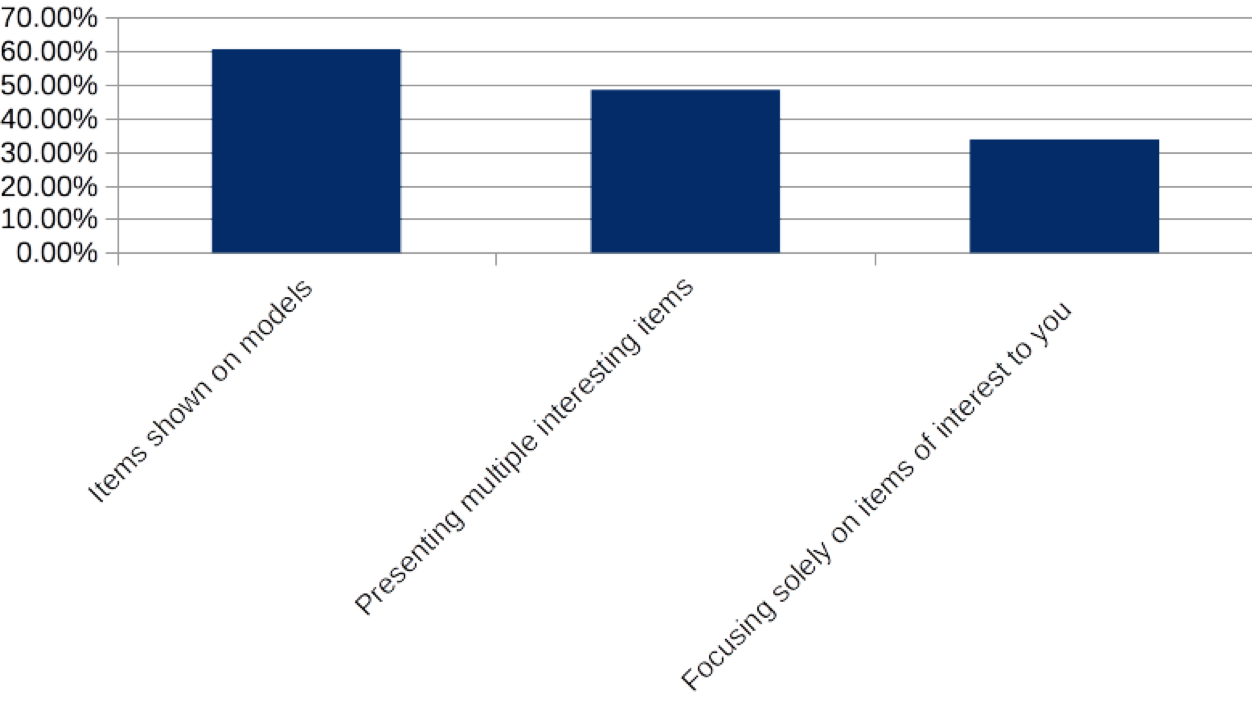 70.00%
60.00%
50.00%
40.00%
30.00%
20.00%
10.00%
0.00%
Items shown on models
Presenting multiple interesting items
Focusing solely on items of interest to you